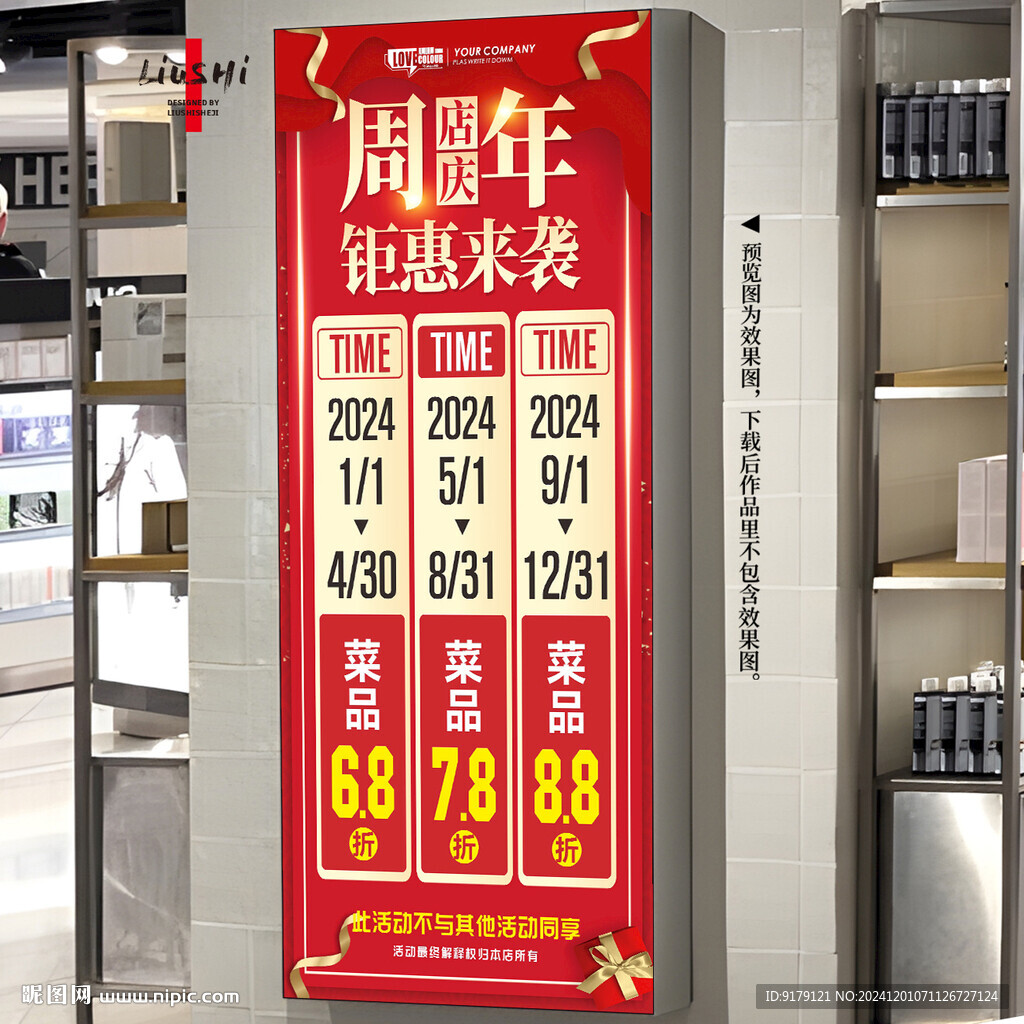 LiuSHi
DESIGNED BY
LIUSHISHEJI
LOVE
COLOUR
YOUR COMPANY
PLAS WRITE IT DOWM
周店庆年
钜惠来袭
TIME
2024
1/1
▼
4/30
菜品
6.8
折
TIME
2024
5/1
▼
8/31
菜品
7.8
折
TIME
2024
9/1
▼
12/31
菜品
8.8
折
此活动不与其他活动同享
活动最终解释权归本店所有
◀预览图为效果图，下载后作品里不包含效果图。
昵图网 www.nipic.com
ID:9179121 NO:20241201071126727124